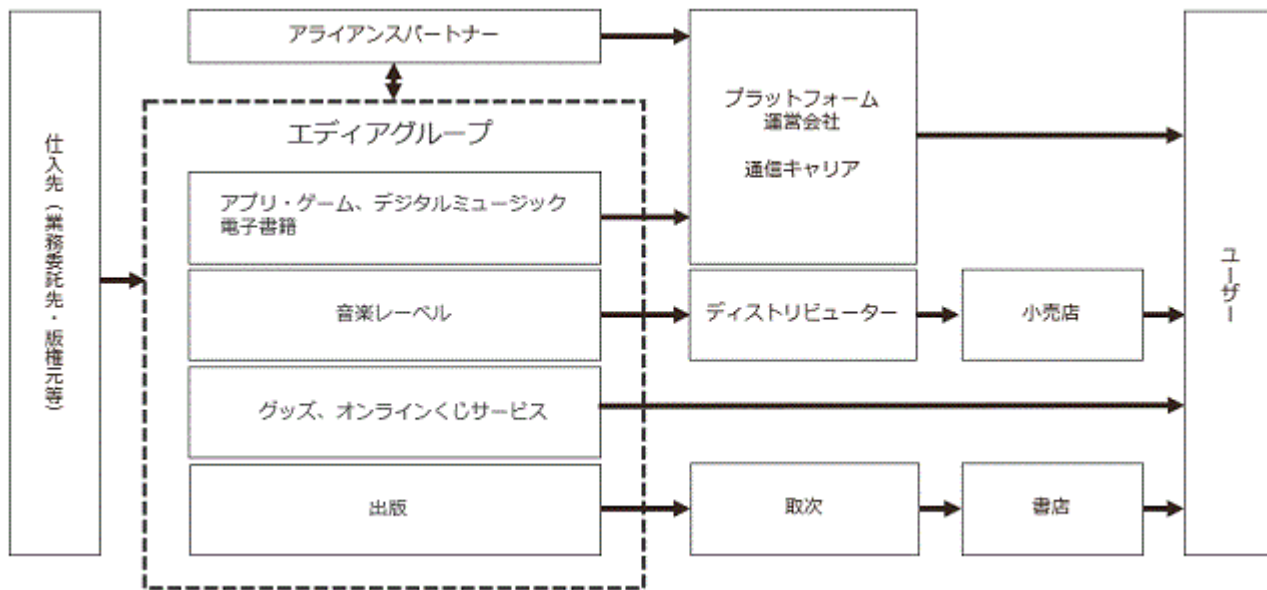 仕入先（業務委託先・版権元等）
アライアンスパートナー
エディアグループ
アプリ・ゲーム、デジタルミュージック
電子書籍
音楽レーベル
グッズ、オンラインくじサービス
出版
プラットフォーム
運営会社
通信キャリア
ディストリビューター
小売店
取次
書店
ユーザー